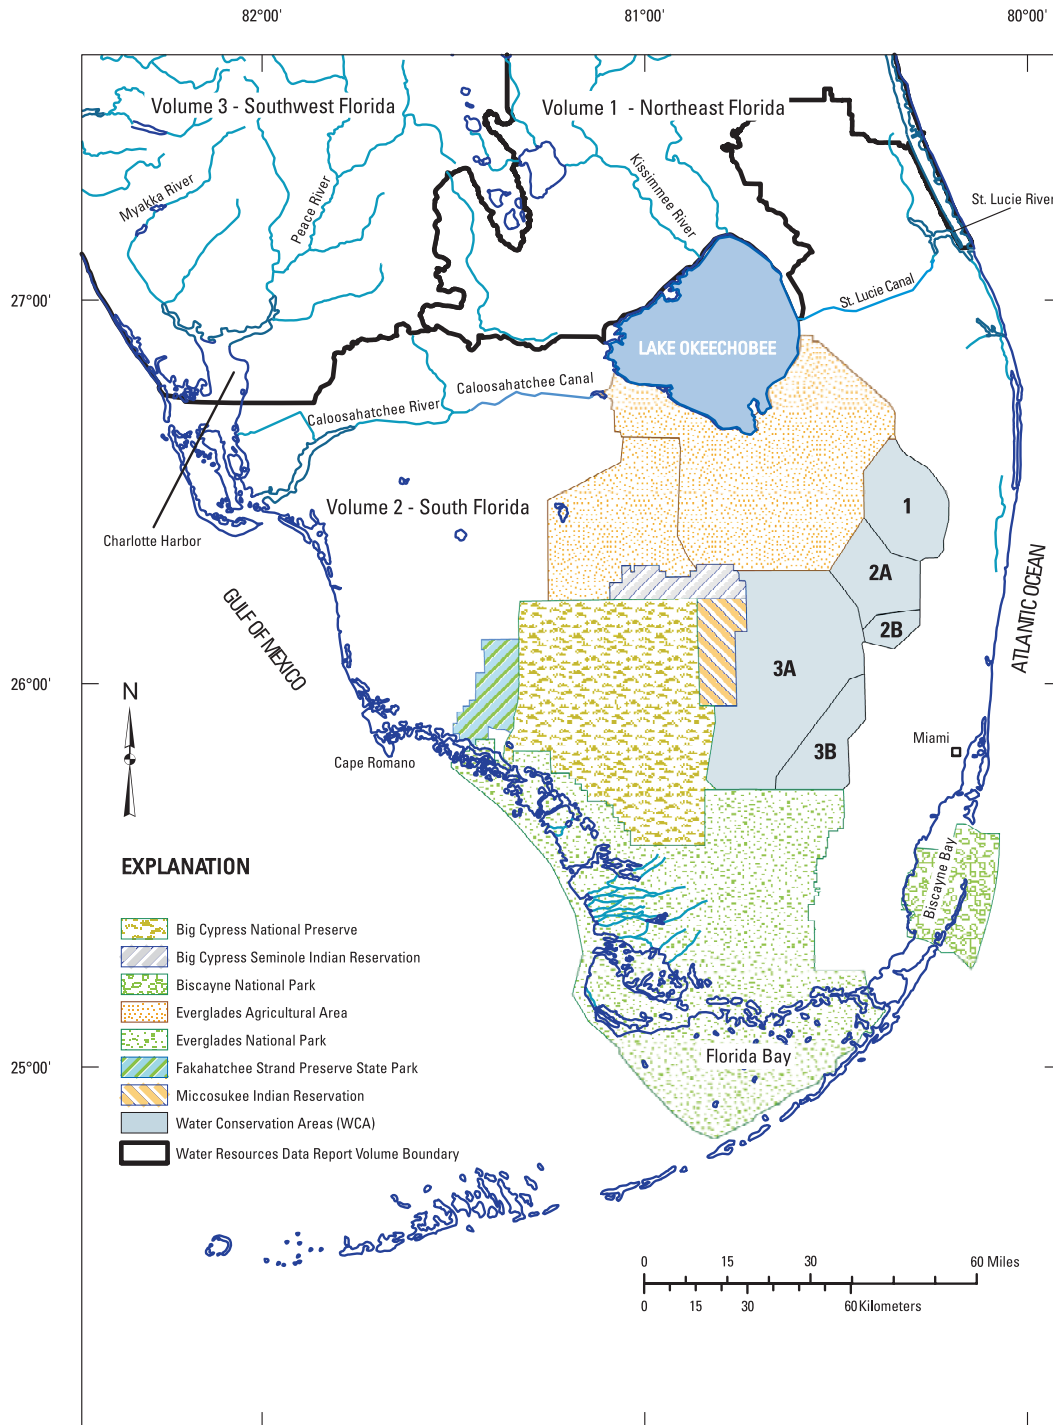 82°00'
81°00'
80°00'
Volume 3 - Southwest Florida
Volume 1 - Northeast Florida
Myakka River
Peace River
Kissimmee River
St. Lucie River
27°00'
St. Lucie Canal
LAKE OKEECHOBEE
Caloosahatchee Canal
Caloosahatchee River
Volume 2 - South Florida
1
Charlotte Harbor
2A
2B
GULF OF MEXICO
ATLANTIC OCEAN
3A
26°00'
N
3B
Miami
Cape Romano
Biscayne Bay
EXPLANATION
Big Cypress National Preserve
Big Cypress Seminole Indian Reservation
Biscayne National Park
Everglades Agricultural Area
Everglades National Park
Fakahatchee Strand Preserve State Park
Miccosukee Indian Reservation
Water Conservation Areas (WCA)
Water Resources Data Report Volume Boundary
Florida Bay
25°00'
0 15 30 60 Miles
0 15 30 60 Kilometers